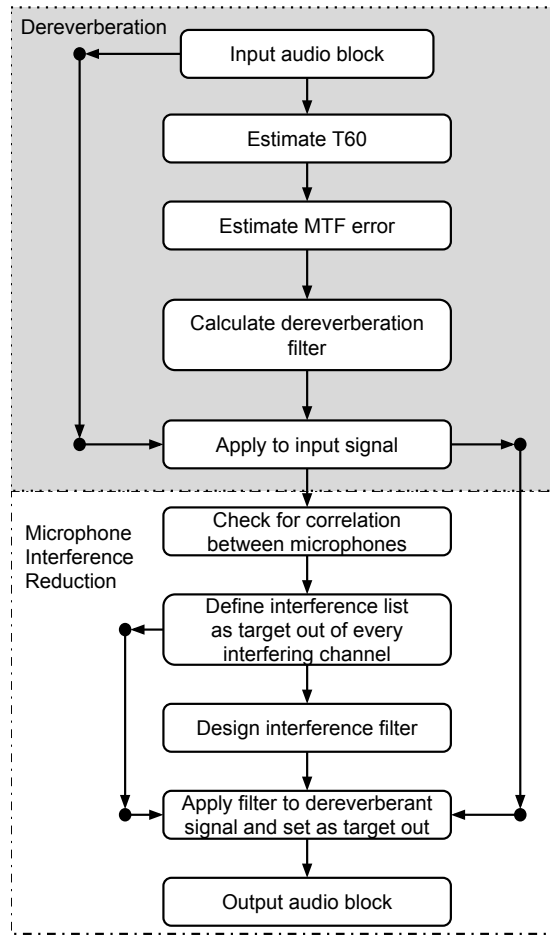 Dereverberation
Input audio block
Estimate T60
Estimate MTF error
Calculate dereverberation
filter
Apply to input signal
Microphone
Interference
Reduction
Check for correlation
between microphones
Define interference list
as target out of every
interfering channel
Design interference filter
Apply filter to dereverberant
signal and set as target out
Output audio block